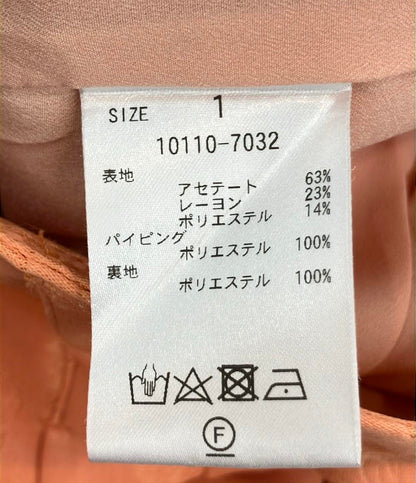 SIZE 1
10110-7032
表地
アセテート 63%
レーヨン 23%
ポリエステル 14%
パイピング
ポリエステル 100%
裏地
ポリエステル 100%
F